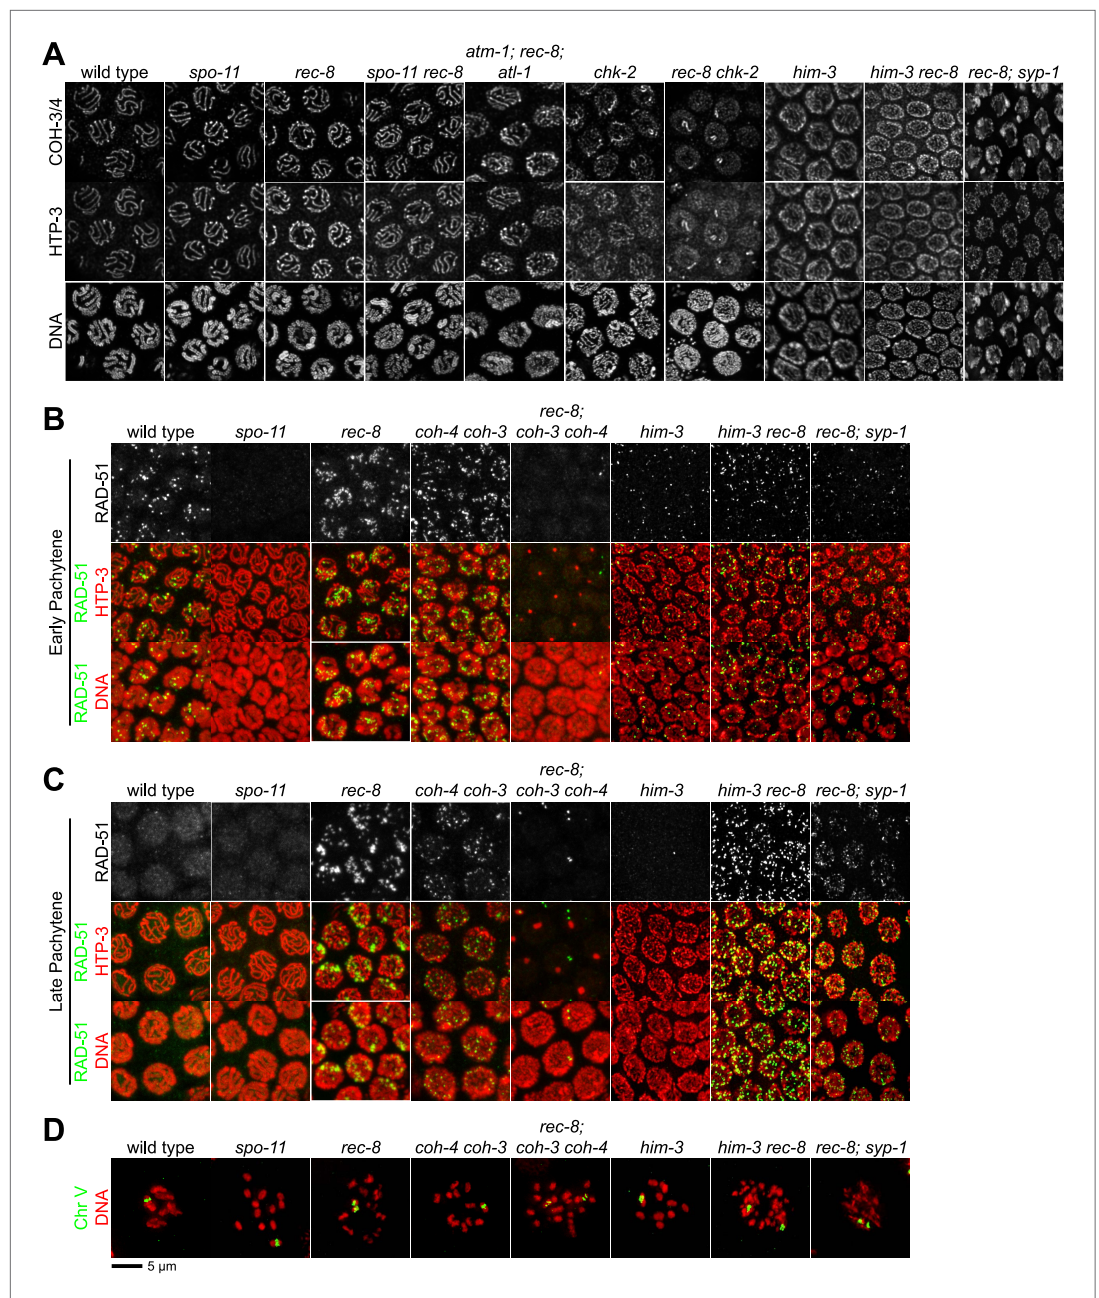 A
atm-1; rec-8;
wild type spo-11 rec-8 spo-11 rec-8 atl-1 chk-2 rec-8 chk-2 him-3 him-3 rec-8 rec-8; syp-1
COH-3/4
HTP-3
DNA
B
rec-8;
wild type spo-11 rec-8 coh-4 coh-3 coh-3 coh-4 him-3 him-3 rec-8 rec-8; syp-1
Early Pachytene
RAD-51
RAD-51
HTP-3
RAD-51
DNA
C
rec-8;
wild type spo-11 rec-8 coh-4 coh-3 coh-3 coh-4 him-3 him-3 rec-8 rec-8; syp-1
Late Pachytene
RAD-51
RAD-51
HTP-3
RAD-51
DNA
D
rec-8;
wild type spo-11 rec-8 coh-4 coh-3 coh-3 coh-4 him-3 him-3 rec-8 rec-8; syp-1
Chr V
DNA
5 µm